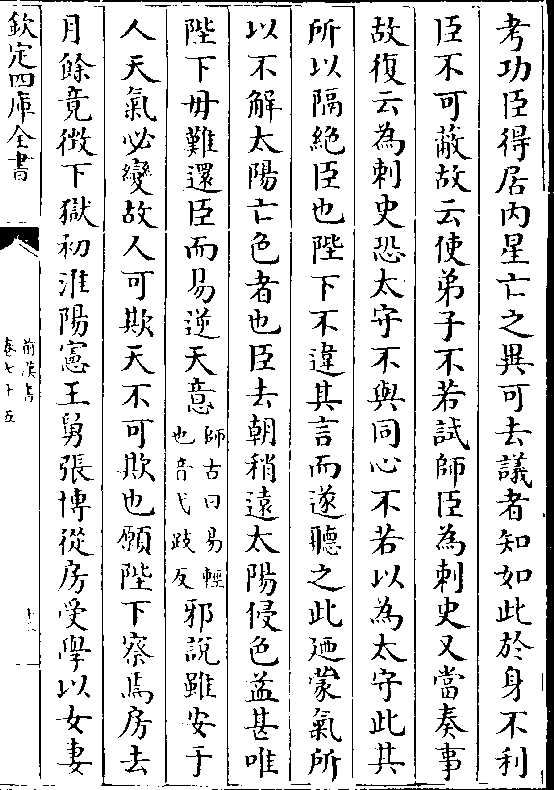 考功臣得居内星亡之異可去議者知如此於身不利
臣不可蔽故云使弟子不若試師臣為刺史又當奏事
故復云為刺史恐太守不與同心不若以為太守此其
所以隔絶臣也陛下不違其言而遂聽之此廼蒙氣所
以不解太陽亡色者也臣去朝稍遠太陽侵色益甚唯
陛下毋難還臣而易逆天意師古曰易輕也音弋豉反邪說雖安于
人天氣必變故人可欺天不可欺也願陛下察焉房去
月餘竟徴下獄初淮陽憲王舅張博從房受學以女妻
欽定四庫全書
前漢書
卷七十五